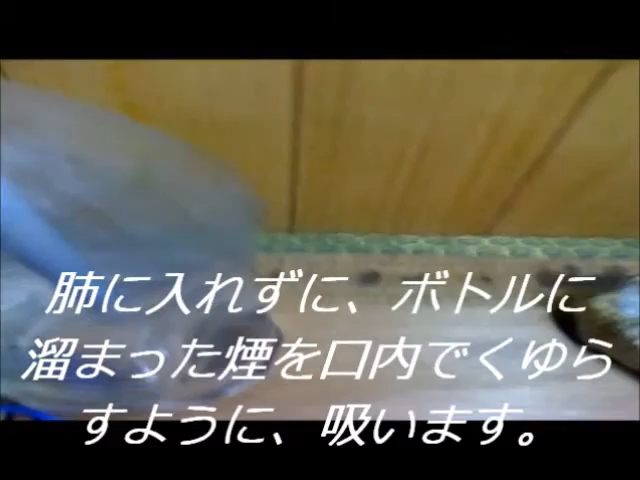 肺に入れずに、ボトルに
溜まった煙を口内でくゆら
すように、吸います。